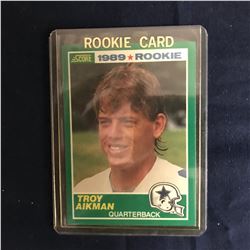 ROOKIE CARD
SCORE 1989 ★ ROOKIE
TROY
AIKMAN
QUARTERBACK